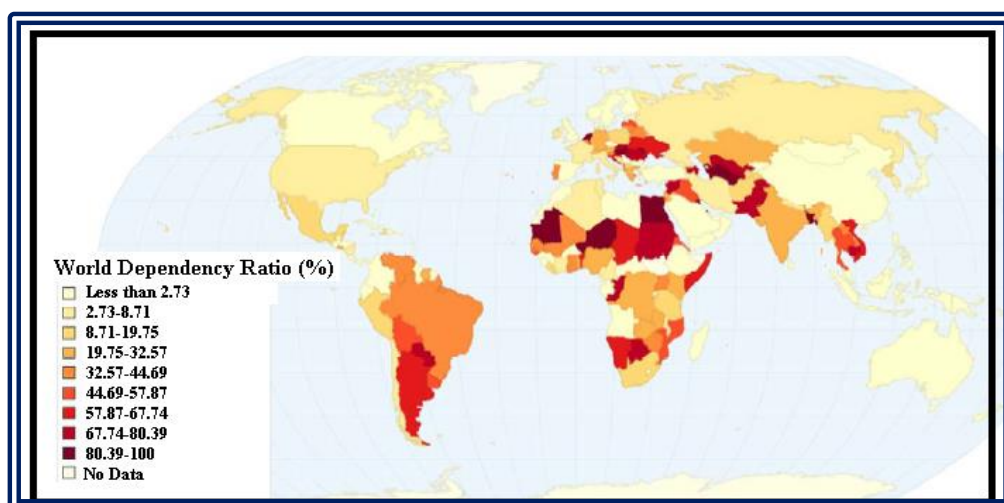 World Dependency Ratio (%)
Less than 2.73
2.73-8.71
8.71-19.75
19.75-32.57
32.57-44.69
44.69-57.87
57.87-67.74
67.74-80.39
80.39-100
No Data